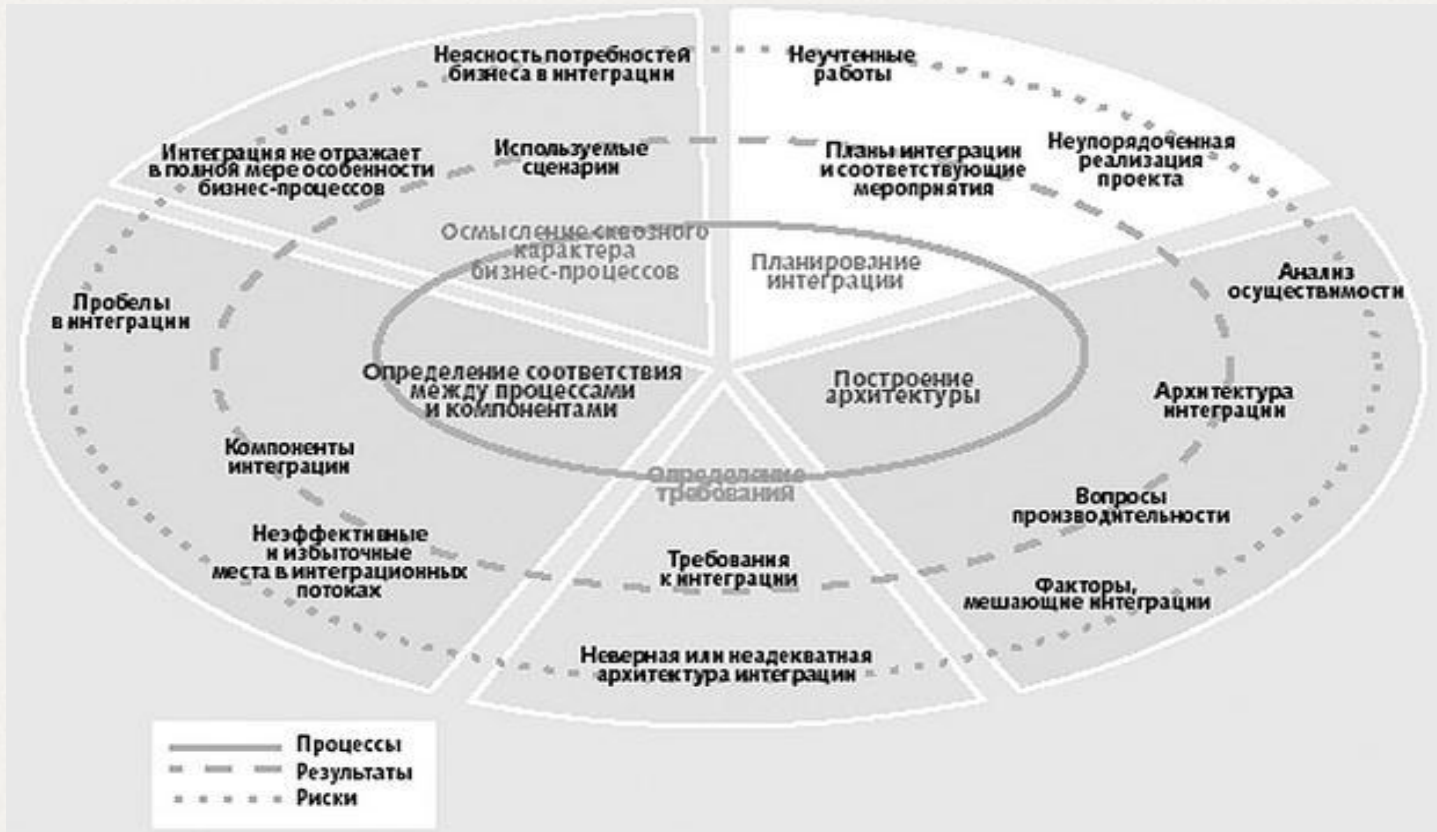 Неясность потребностей
бизнеса в интеграции
Неучтенные
работы
Интеграция не отражает
в полной мере особенности
бизнес-процессов
Используемые
сценарии
Планы интеграции
и соответствующие
мероприятия
Неупорядоченная
реализация
проекта
Осмысление сквозного
характера
бизнес-процессов
Планирование
интеграции
Анализ
осуществимости
Пробелы
в интеграции
Определение соответствия
между процессами
и компонентами
Построение
архитектуры
Архитектура
интеграции
Компоненты
интеграции
Определение
требования
Вопросы
производительности
Неэффективные
и избыточные
места в интеграционных
потоках
Требования
к интеграции
Факторы,
мешающие интеграции
Неверная или неадекватная
архитектура интеграции
Процессы
Результаты
Риски